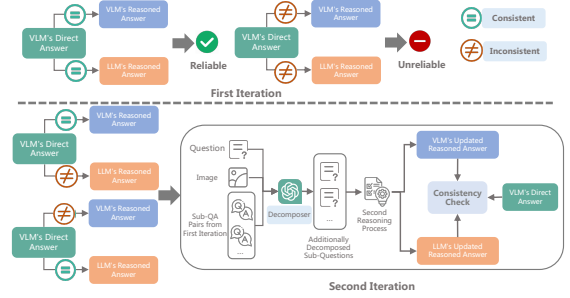 VLM's Direct
Answer
VLM's Reasoned
Answer
LLM's Reasoned
Answer
Reliable
VLM's Direct
Answer
VLM's Reasoned
Answer
LLM's Reasoned
Answer
Unreliable
Consistent
Inconsistent
First Iteration
VLM's Direct
Answer
VLM's Reasoned
Answer
LLM's Reasoned
Answer
VLM's Direct
Answer
VLM's Reasoned
Answer
LLM's Reasoned
Answer
Question
Image
Sub-QA
Pairs from
First Iteration
...
Decomposer
...
Additionally
Decomposed
Sub-Questions
Second
Reasoning
Process
VLM's Updated
Reasoned Answer
Consistency
Check
VLM's Direct
Answer
LLM's Updated
Reasoned Answer
Second Iteration